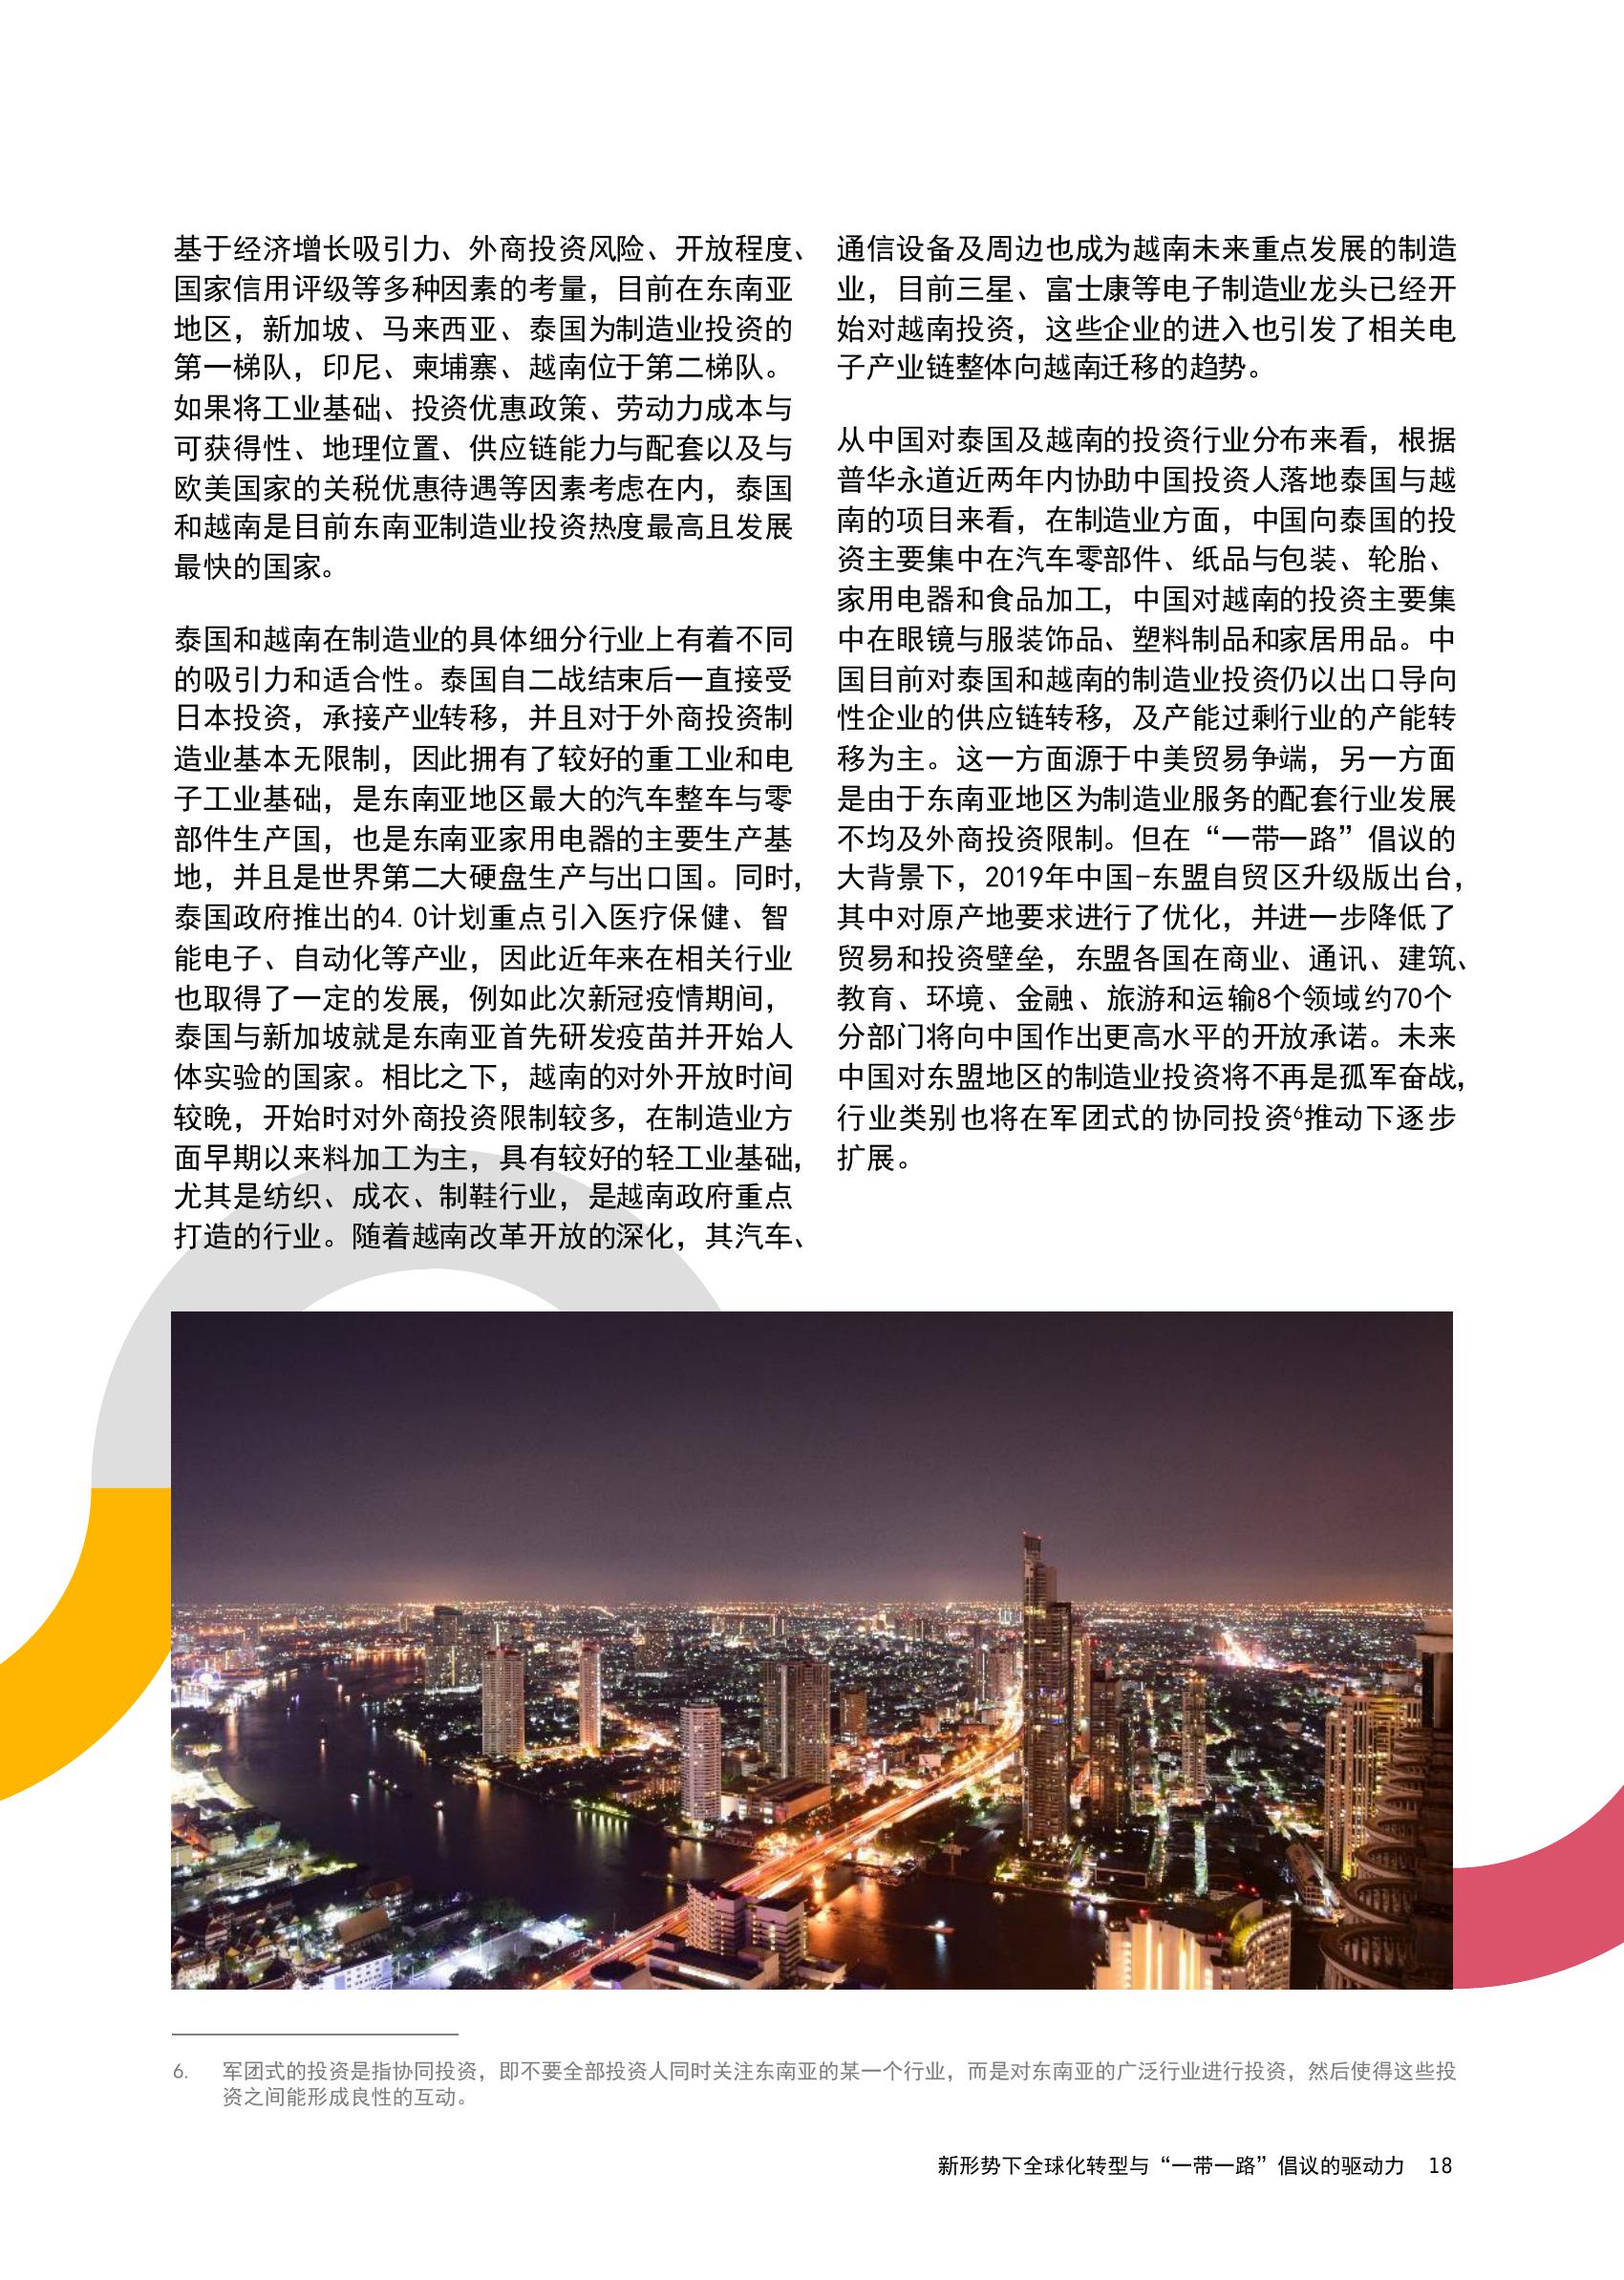 基于经济增长吸引力、外商投资风险、开放程度、
国家信用评级等多种因素的考量，目前在东南亚
地区，新加坡、马来西亚、泰国为制造业投资的
第一梯队，印尼、柬埔寨、越南位于第二梯队。
如果将工业基础、投资优惠政策、劳动力成本与
可获得性、地理位置、供应链能力与配套以及与
欧美国家的关税优惠待遇等因素考虑在内，泰国
和越南是目前东南亚制造业投资热度最高且发展
最快的国家。
泰国和越南在制造业的具体细分行业上有着不同
的吸引力和适合性。泰国自二战结束后一直接受
日本投资，承接产业转移，并且对于外商投资制
造业基本无限制，因此拥有了较好的重工业和电
子工业基础，是东南亚地区最大的汽车整车与零
部件生产国，也是东南亚家用电器的主要生产基
地，并且是世界第二大硬盘生产与出口国。同时，
泰国政府推出的4.0计划重点引入医疗保健、智
能电子、自动化等产业，因此近年来在相关行业
也取得了一定的发展，例如此次新冠疫情期间，
泰国与新加坡就是东南亚首先研发疫苗并开始人
体实验的国家。相比之下，越南的对外开放时间
较晚，开始时对外商投资限制较多，在制造业方
面早期以来料加工为主，具有较好的轻工业基础，
尤其是纺织、成衣、制鞋行业，是越南政府重点
打造的行业。随着越南改革开放的深化，其汽车、
通信设备及周边也成为越南未来重点发展的制造
业，目前三星、富士康等电子制造业龙头已经开
始对越南投资，这些企业的进入也引发了相关电
子产业链整体向越南迁移的趋势。
从中国对泰国及越南的投资行业分布来看，根据
普华永道近两年内协助中国投资人落地泰国与越
南的项目来看，在制造业方面，中国向泰国的投
资主要集中在汽车零部件、纸品与包装、轮胎、
家用电器和食品加工，中国对越南的投资主要集
中在眼镜与服装饰品、塑料制品和家居用品。中
国目前对泰国和越南的制造业投资仍以出口导向
性企业的供应链转移，及产能过剩行业的产能转
移为主。这一方面源于中美贸易争端，另一方面
是由于东南亚地区为制造业服务的配套行业发展
不均及外商投资限制。但在“一带一路”倡议的
大背景下，2019年中国-东盟自贸区升级版出台，
其中对原产地要求进行了优化，并进一步降低了
贸易和投资壁垒，东盟各国在商业、通讯、建筑、
教育、环境、金融、旅游和运输8个领域约70个
分部门将向中国作出更高水平的开放承诺。未来
中国对东盟地区的制造业投资将不再是孤军奋战，
行业类别也将在军团式的协同投资6推动下逐步
扩展。
6. 军团式的投资是指协同投资，即不要全部投资人同时关注东南亚的某一个行业，而是对东南亚的广泛行业进行投资，然后使得这些投
资之间能形成良性的互动。
新形势下全球化转型与“一带一路”倡议的驱动力 18